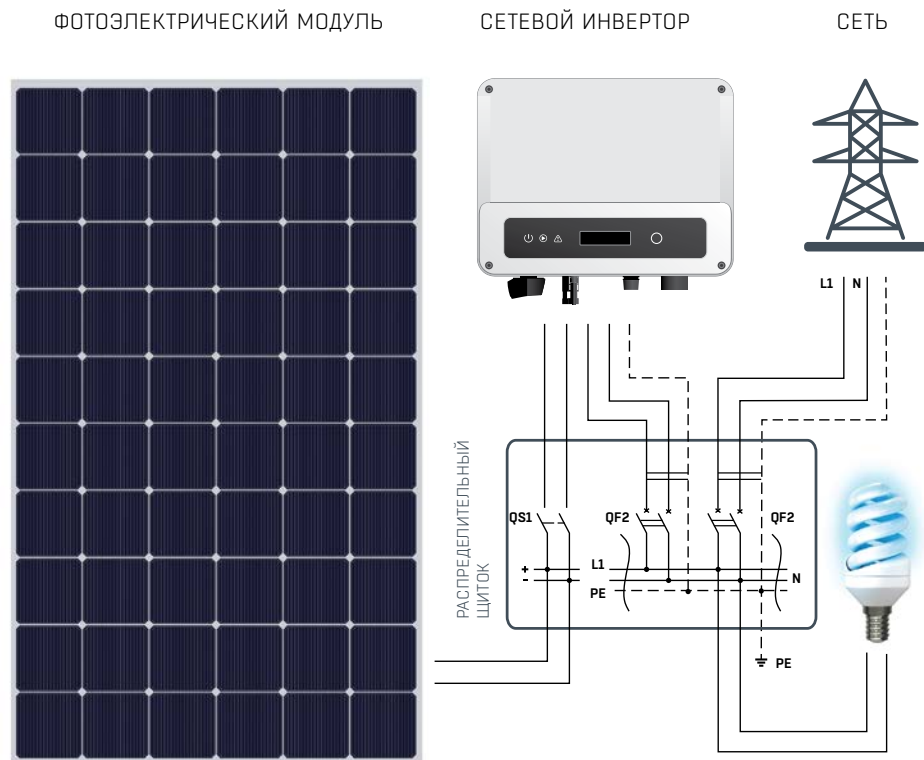 ФОТОЭЛЕКТРИЧЕСКИЙ МОДУЛЬ
СЕТЕВОЙ ИНВЕРТОР
СЕТЬ
L1 N
РАСПРЕДЕЛИТЕЛЬНЫЙ
ЩИТОК
QS1
QF2
QF2
+
-
L1
N
PE
PE